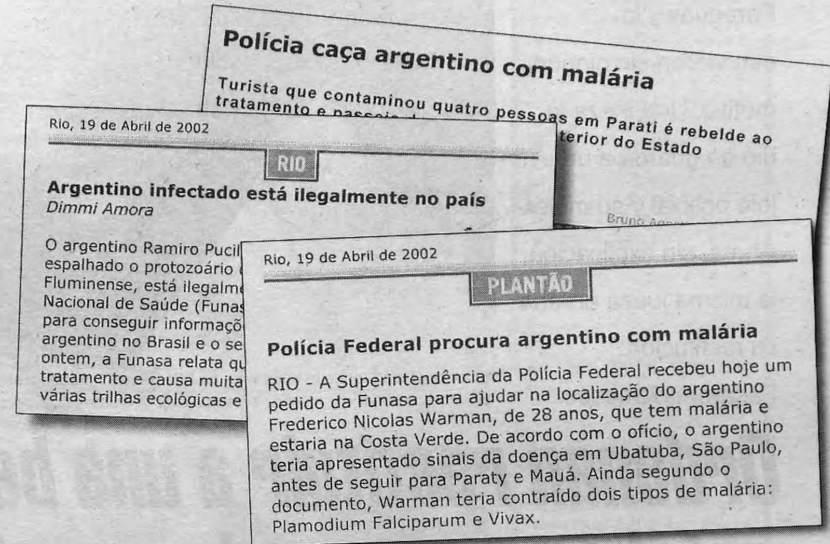 Polícia caça argentino com malária
Turista que contaminou quatro pessoas em Parati é rebelde ao
tratamento e
terior do Estado
Bruno
Rio, 19 de Abril de 2002
RIO
Argentino infectado está ilegalmente no país
Dimmi Amora
O argentino Ramiro Pucil
espalhado o protozoário
Fluminense, está ilegalme
Nacional de Saúde (Funas
para conseguir informaçõ
argentino no Brasil e o se
ontem, a Funasa relata qu
tratamento e causa muita
várias trilhas ecológicas e
Rio, 19 de Abril de 2002
PLANTÃO
Polícia Federal procura argentino com malária
RIO - A Superintendência da Polícia Federal recebeu hoje um
pedido da Funasa para ajudar na localização do argentino
Frederico Nicolas Warman, de 28 anos, que tem malária e
estaria na Costa Verde. De acordo com o ofício, o argentino
teria apresentado sinais da doença em Ubatuba, São Paulo,
antes de seguir para Paraty e Mauá. Ainda segundo o
documento, Warman teria contraído dois tipos de malária:
Plamodium Falciparum e Vivax.